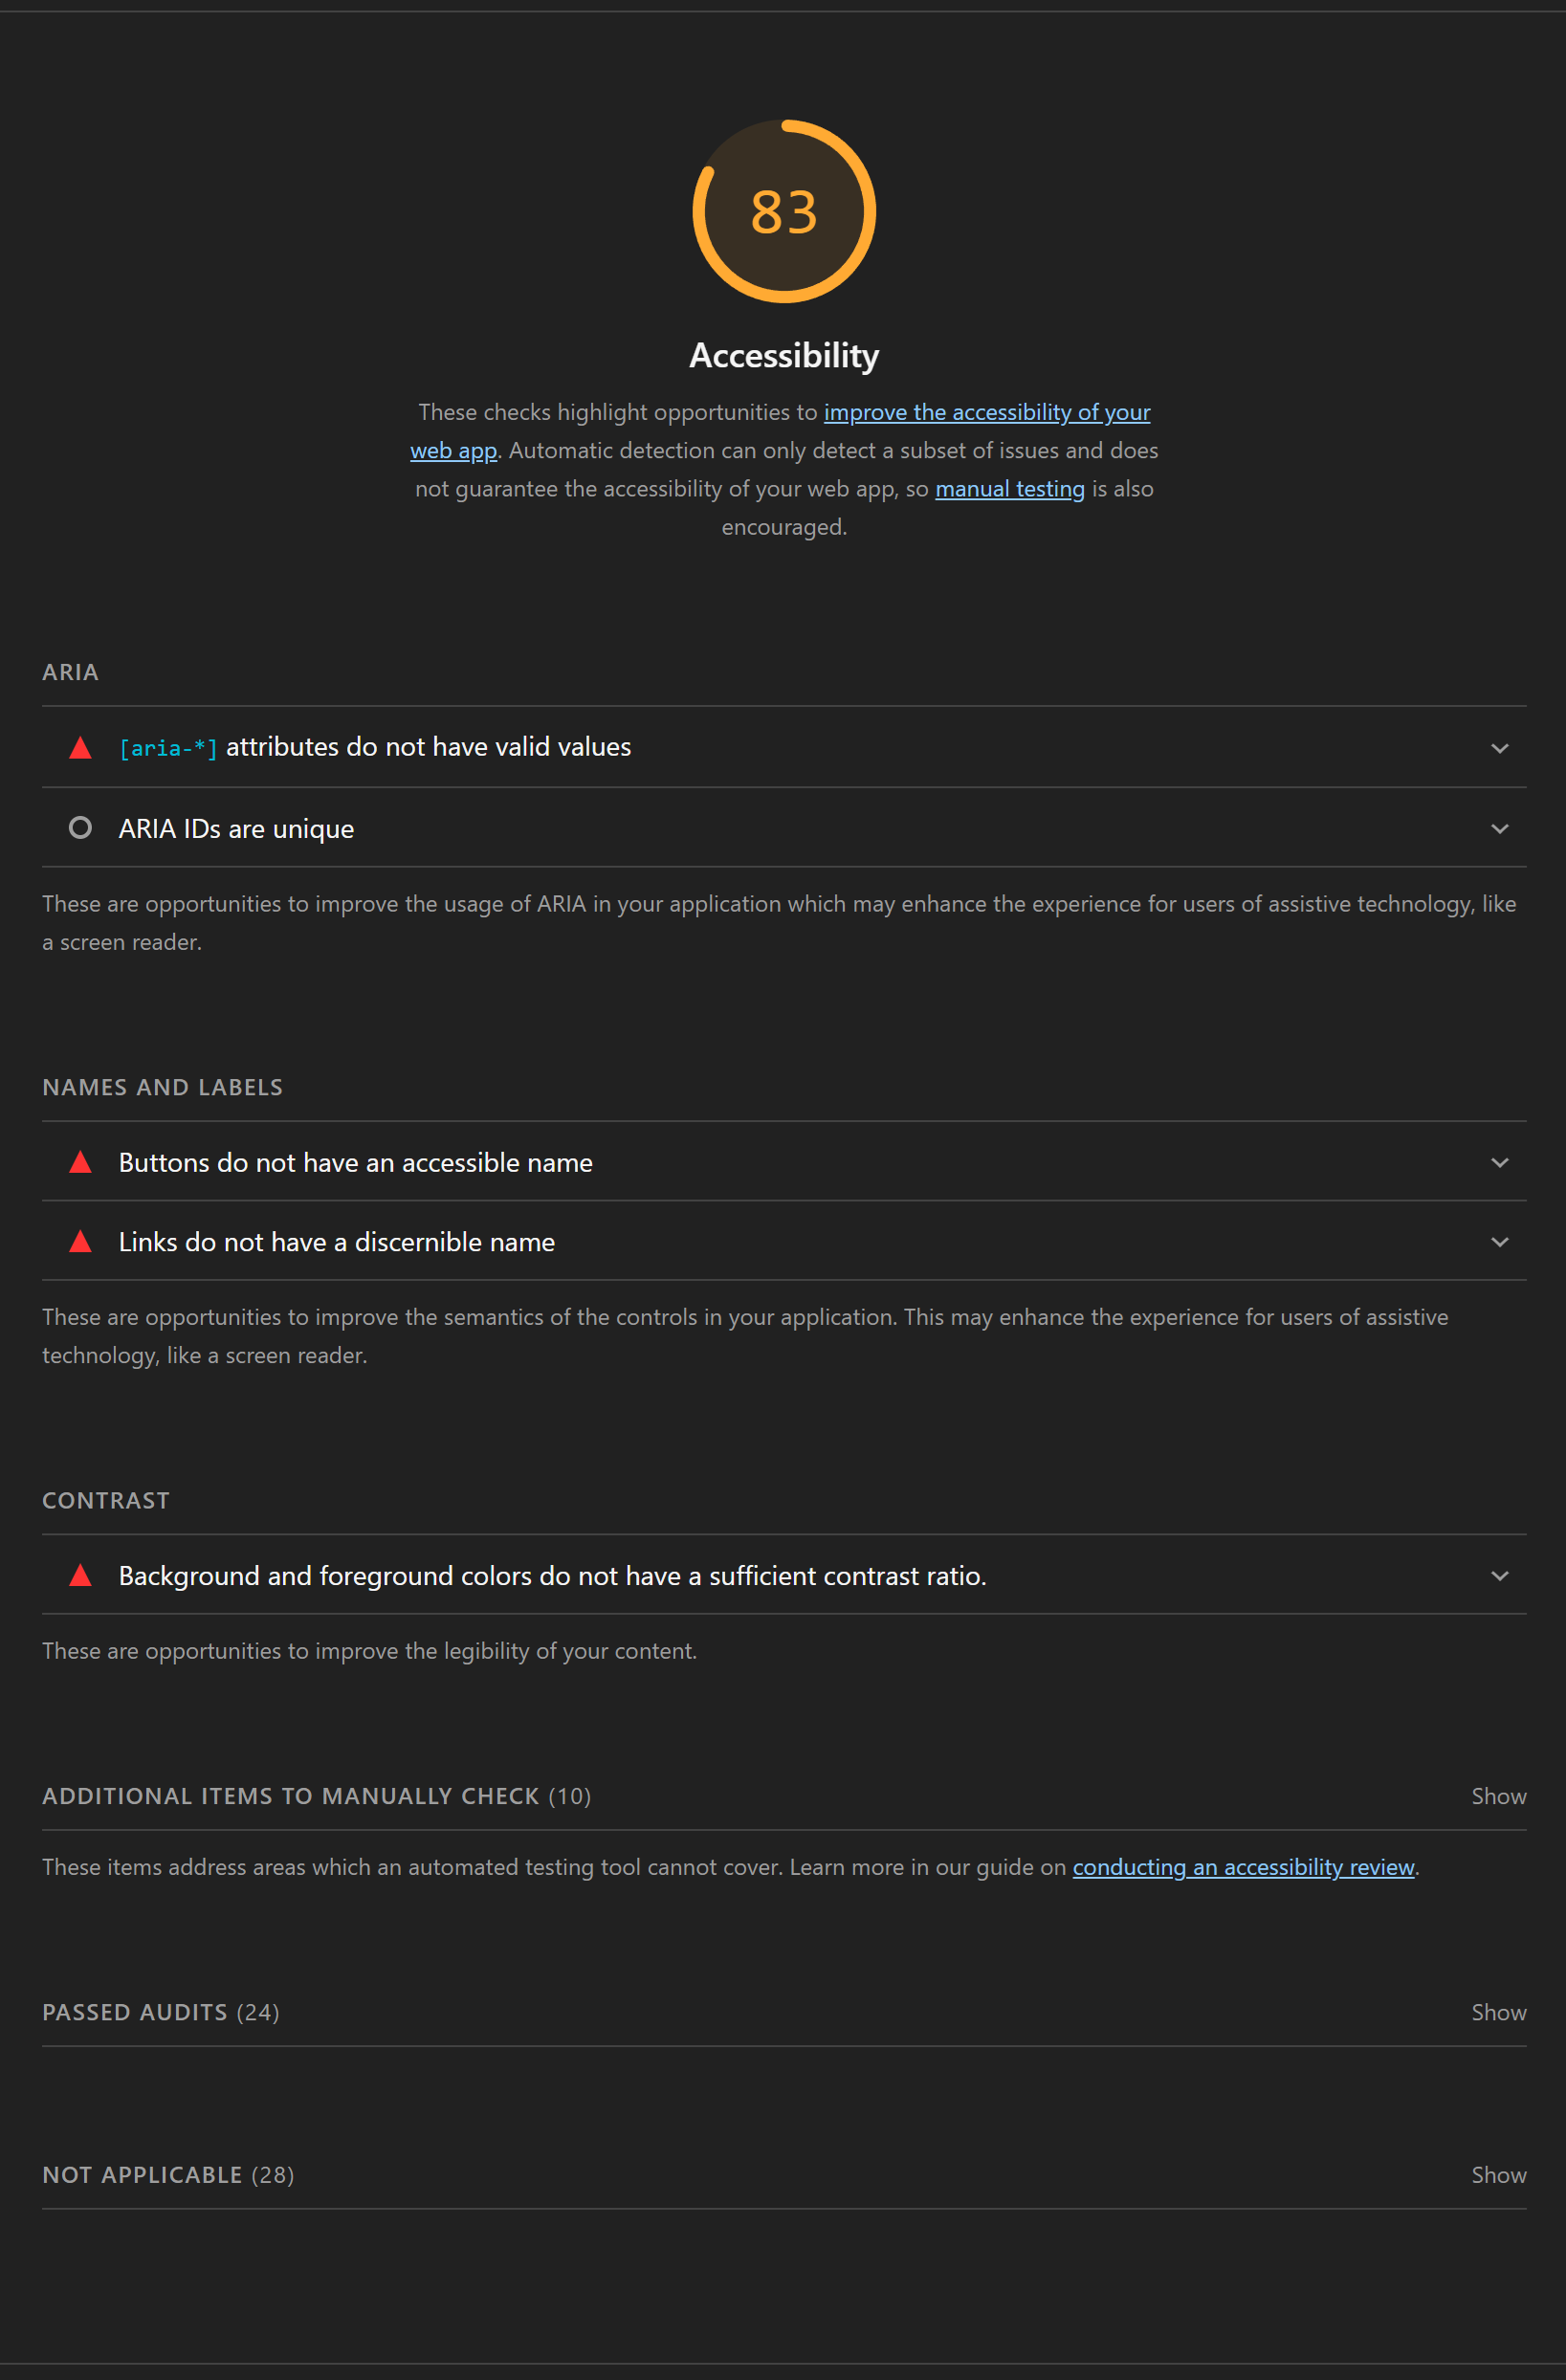 83
Accessibility
These checks highlight opportunities to improve the accessibility of your
web app. Automatic detection can only detect a subset of issues and does
not guarantee the accessibility of your web app, so manual testing is also
encouraged.
ARIA
[aria-*] attributes do not have valid values
ARIA IDs are unique
These are opportunities to improve the usage of ARIA in your application which may enhance the experience for users of assistive technology, like
a screen reader.
NAMES AND LABELS
Buttons do not have an accessible name
Links do not have a discernible name
These are opportunities to improve the semantics of the controls in your application. This may enhance the experience for users of assistive
technology, like a screen reader.
CONTRAST
Background and foreground colors do not have a sufficient contrast ratio.
These are opportunities to improve the legibility of your content.
ADDITIONAL ITEMS TO MANUALLY CHECK (10) Show
These items address areas which an automated testing tool cannot cover. Learn more in our guide on conducting an accessibility review.
PASSED AUDITS (24) Show
NOT APPLICABLE (28) Show